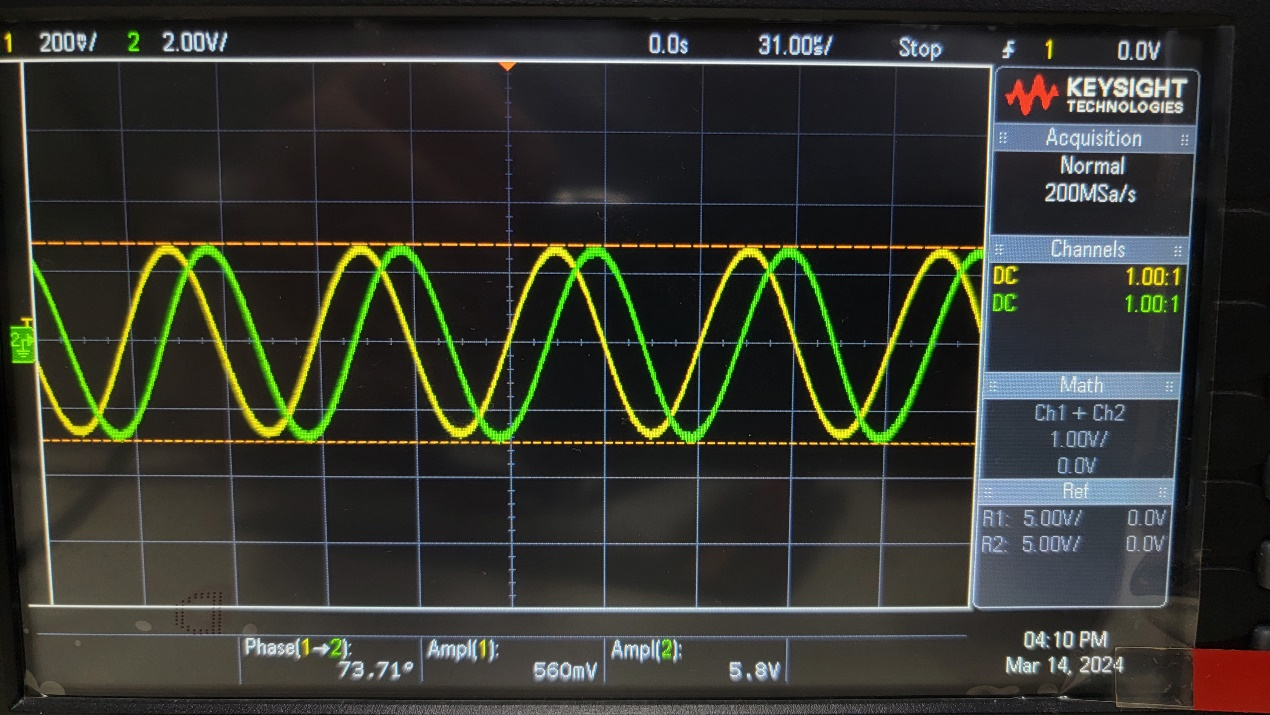 1 200mV/ 2 2.00V/ 0.0s 31.00us/ Stop 1 0.0V
KEYSIGHT
TECHNOLOGIES
Acquisition
Normal
200MSa/s
Channels
DC 1.00:1
DC 1.00:1
Math
Ch1 + Ch2
1.00V/
0.0V
Ref
R1: 5.00V/ 0.0V
R2: 5.00V/ 0.0V
T
2
Phase(1→2): Ampl(1): Ampl(2):
73.71° 560mV 5.8V
04:10 PM
Mar 14, 2024